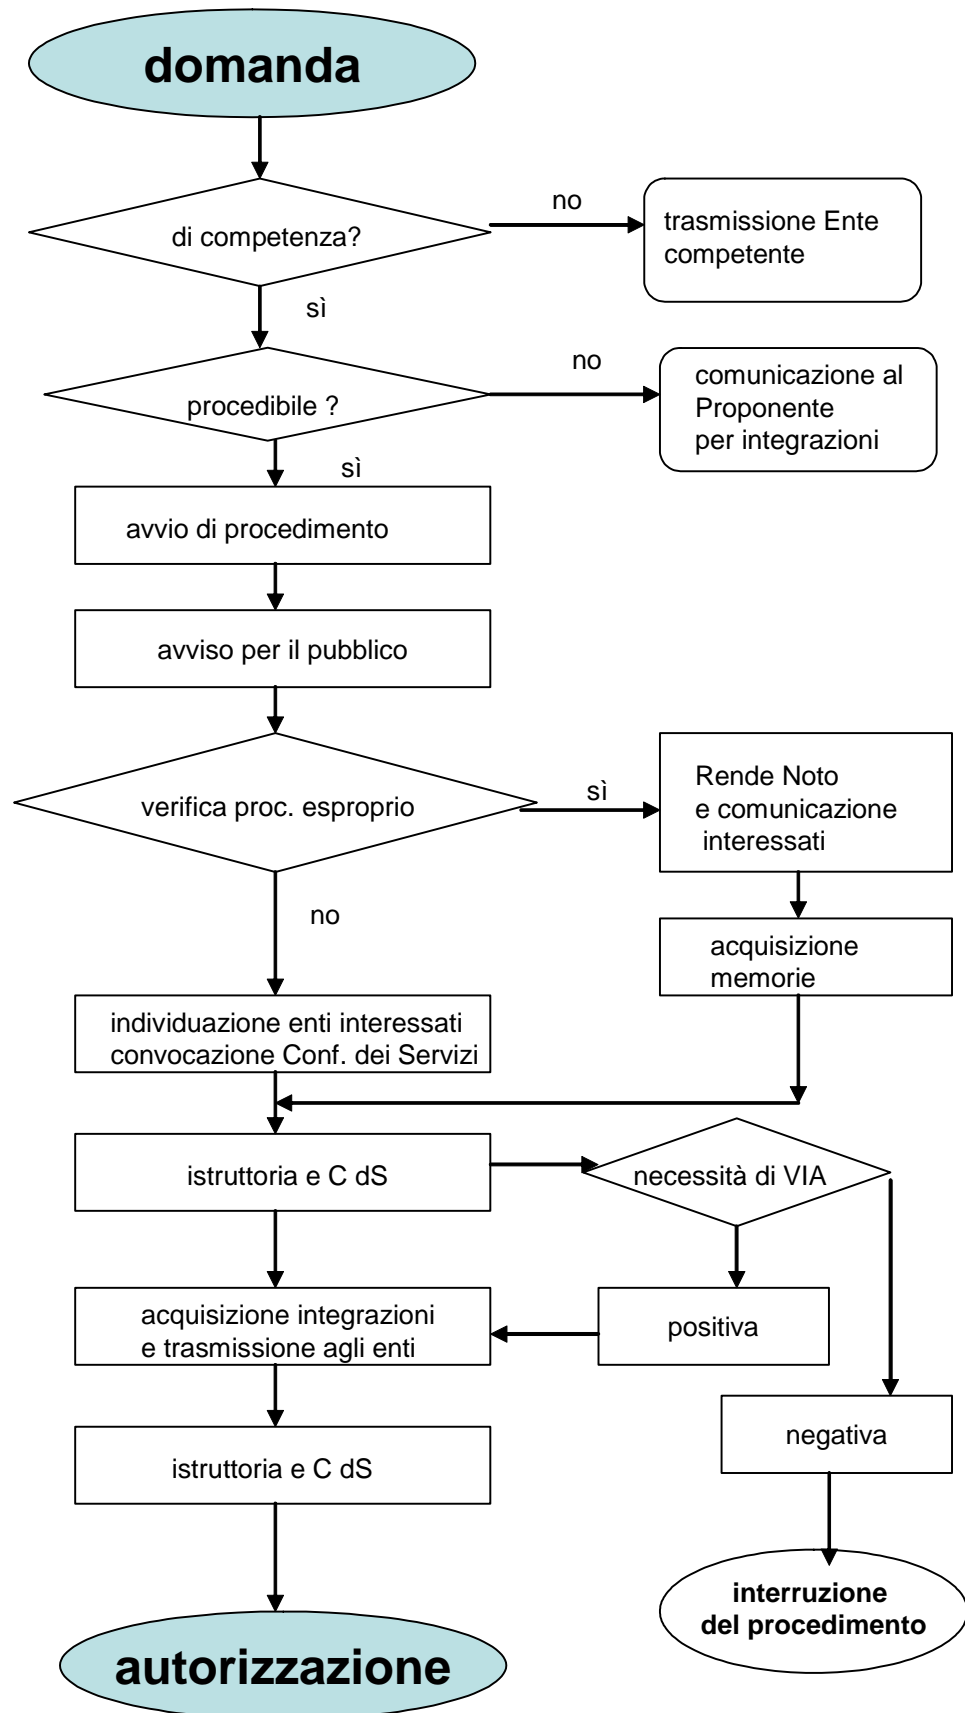 domanda
di competenza?
no
trasmissione Ente
competente
sì
procedibile ?
no
comunicazione al
Proponente
per integrazioni
sì
avvio di procedimento
avviso per il pubblico
verifica proc. esproprio
sì
Rende Noto
e comunicazione
interessati
no
acquisizione
memorie
individuazione enti interessati
convocazione Conf. dei Servizi
istruttoria e C dS
necessità di VIA
acquisizione integrazioni
e trasmissione agli enti
positiva
negativa
istruttoria e C dS
interruzione
del procedimento
autorizzazione